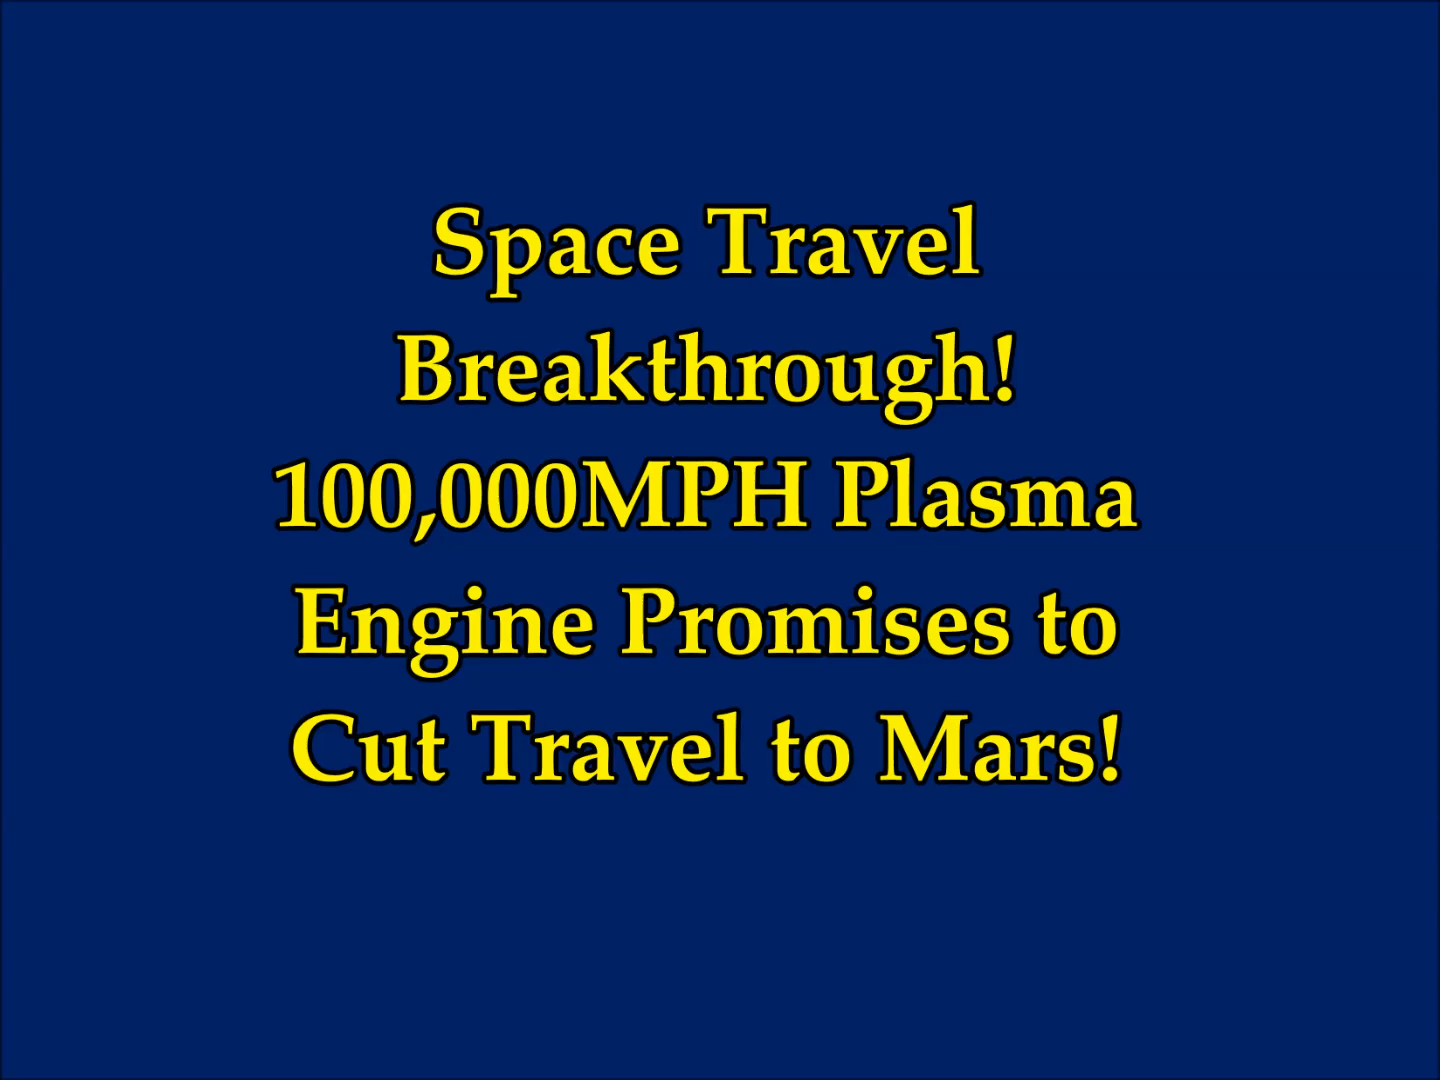 Space Travel
Breakthrough!
100,000MPH Plasma
Engine Promises to
Cut Travel to Mars!